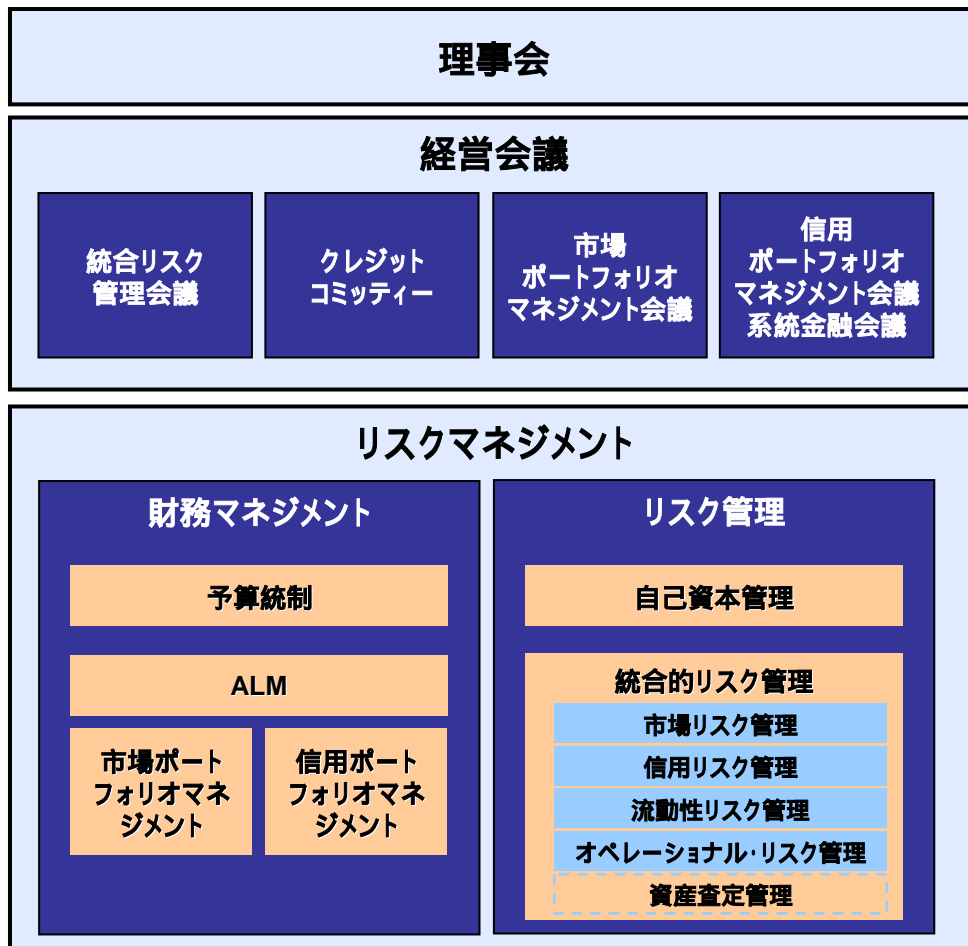 理事会
経営会議
統合リスク
管理会議
クレジット
コミッティー
市場
ポートフォリオ
マネジメント会議
信用
ポートフォリオ
マネジメント会議
系統金融会議
リスクマネジメント
財務マネジメント
予算統制
ALM
市場ポート
フォリオマネ
ジメント
信用ポート
フォリオマネ
ジメント
リスク管理
自己資本管理
統合的リスク管理
市場リスク管理
信用リスク管理
流動性リスク管理
オペレーショナル・リスク管理
資産査定管理